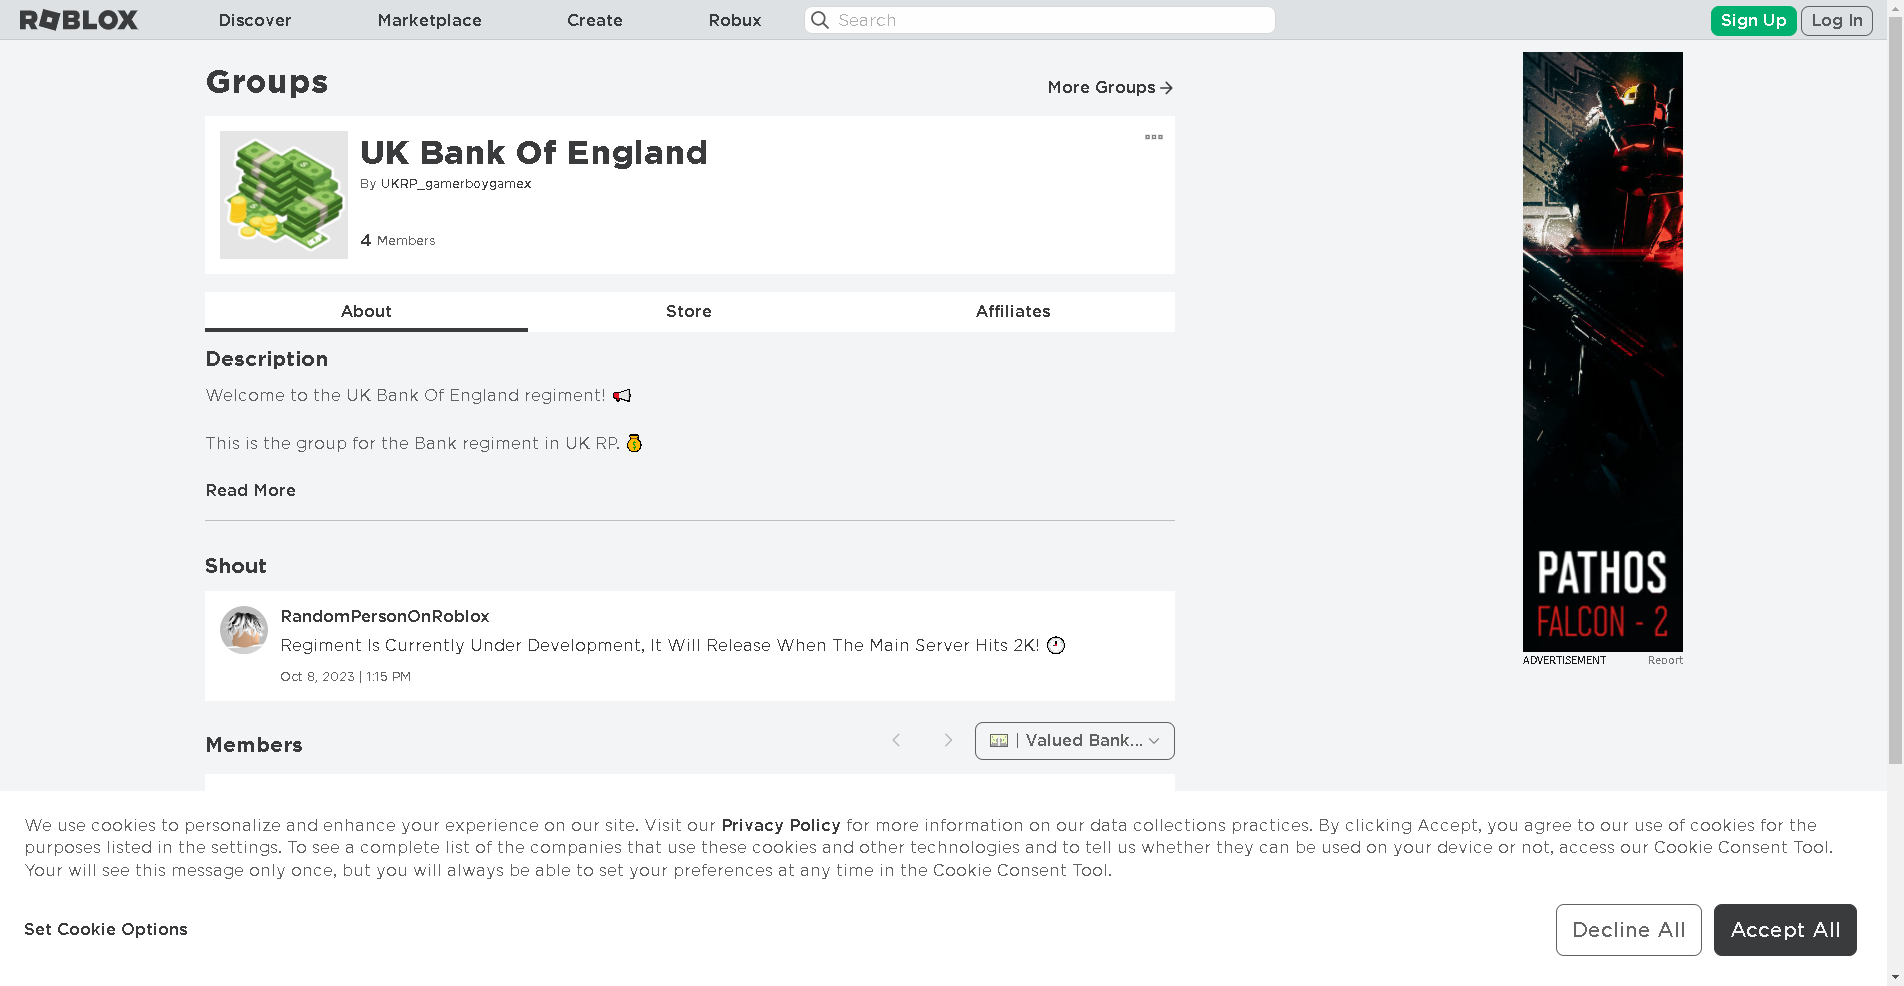 ROBLOX
Discover
Marketplace
Create
Robux
Search
Sign Up
Log In
Groups
More Groups
UK Bank Of England
By UKRP_gamerboygamex
4 Members
About
Store
Affiliates
Description
Welcome to the UK Bank Of England regiment! 📢
This is the group for the Bank regiment in UK RP. 💰
Read More
Shout
RandomPersonOnRoblox
Regiment Is Currently Under Development, It Will Release When The Main Server Hits 2K! 🕐
Oct 8, 2023 | 1:15 PM
Members
💵 | Valued Bank...
PATHOS
FALCON - 2
ADVERTISEMENT
Report
We use cookies to personalize and enhance your experience on our site. Visit our Privacy Policy for more information on our data collections practices. By clicking Accept, you agree to our use of cookies for the
purposes listed in the settings. To see a complete list of the companies that use these cookies and other technologies and to tell us whether they can be used on your device or not, access our Cookie Consent Tool.
Your will see this message only once, but you will always be able to set your preferences at any time in the Cookie Consent Tool.
Set Cookie Options
Decline All
Accept All